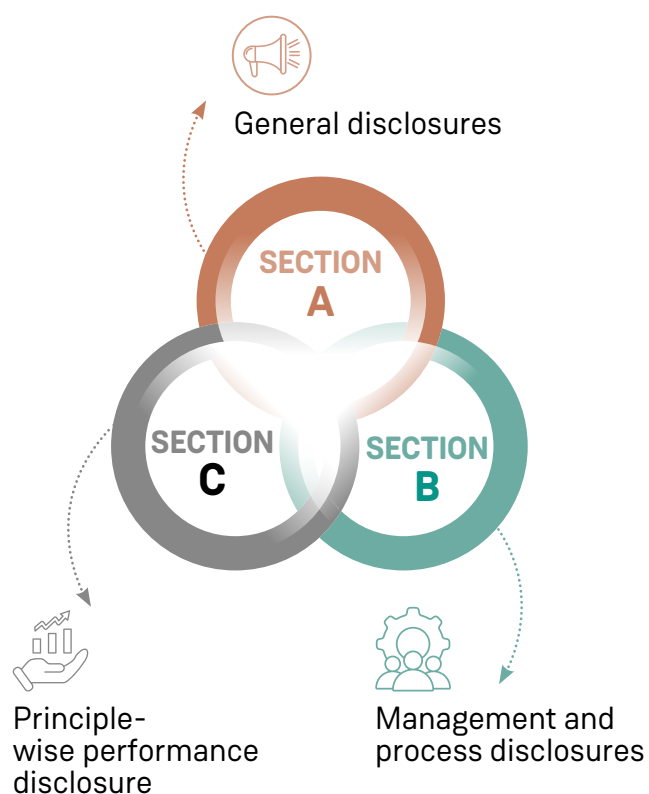 General disclosures
SECTION
A
SECTION
C
SECTION
B
Principle-
wise performance
disclosure
Management and
process disclosures